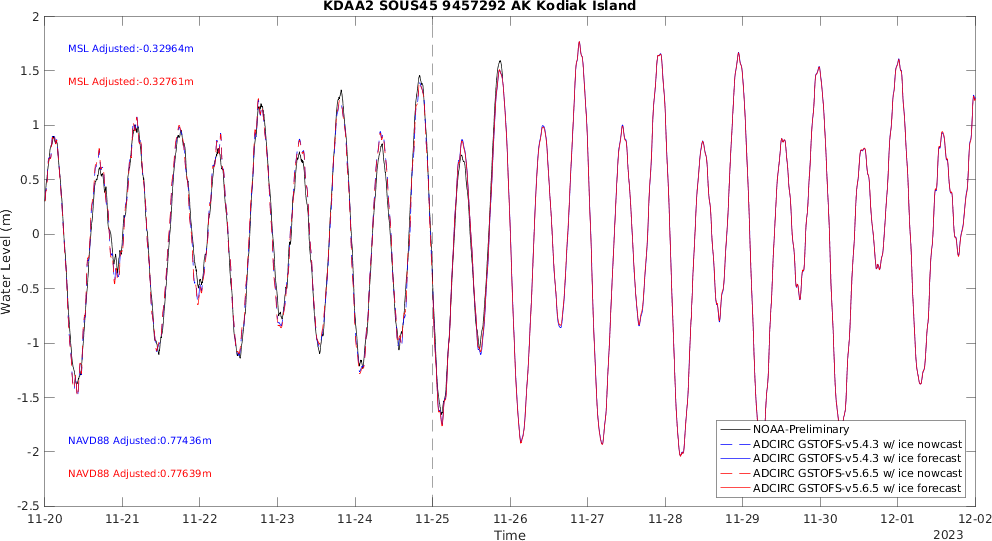 KDAA2 SOUS45 9457292 AK Kodiak Island
2
1.5
1
0.5
0
-0.5
-1
-1.5
-2
-2.5
Water Level (m)
MSL Adjusted:-0.32964m
MSL Adjusted:-0.32761m
NAVD88 Adjusted:0.77436m
NAVD88 Adjusted:0.77639m
NOAA-Preliminary
ADCIRC GSTOFS-v5.4.3 w/ ice nowcast
ADCIRC GSTOFS-v5.4.3 w/ ice forecast
ADCIRC GSTOFS-v5.6.5 w/ ice nowcast
ADCIRC GSTOFS-v5.6.5 w/ ice forecast
11-20 11-21 11-22 11-23 11-24 11-25 11-26 11-27 11-28 11-29 11-30 12-01 12-02
Time
2023